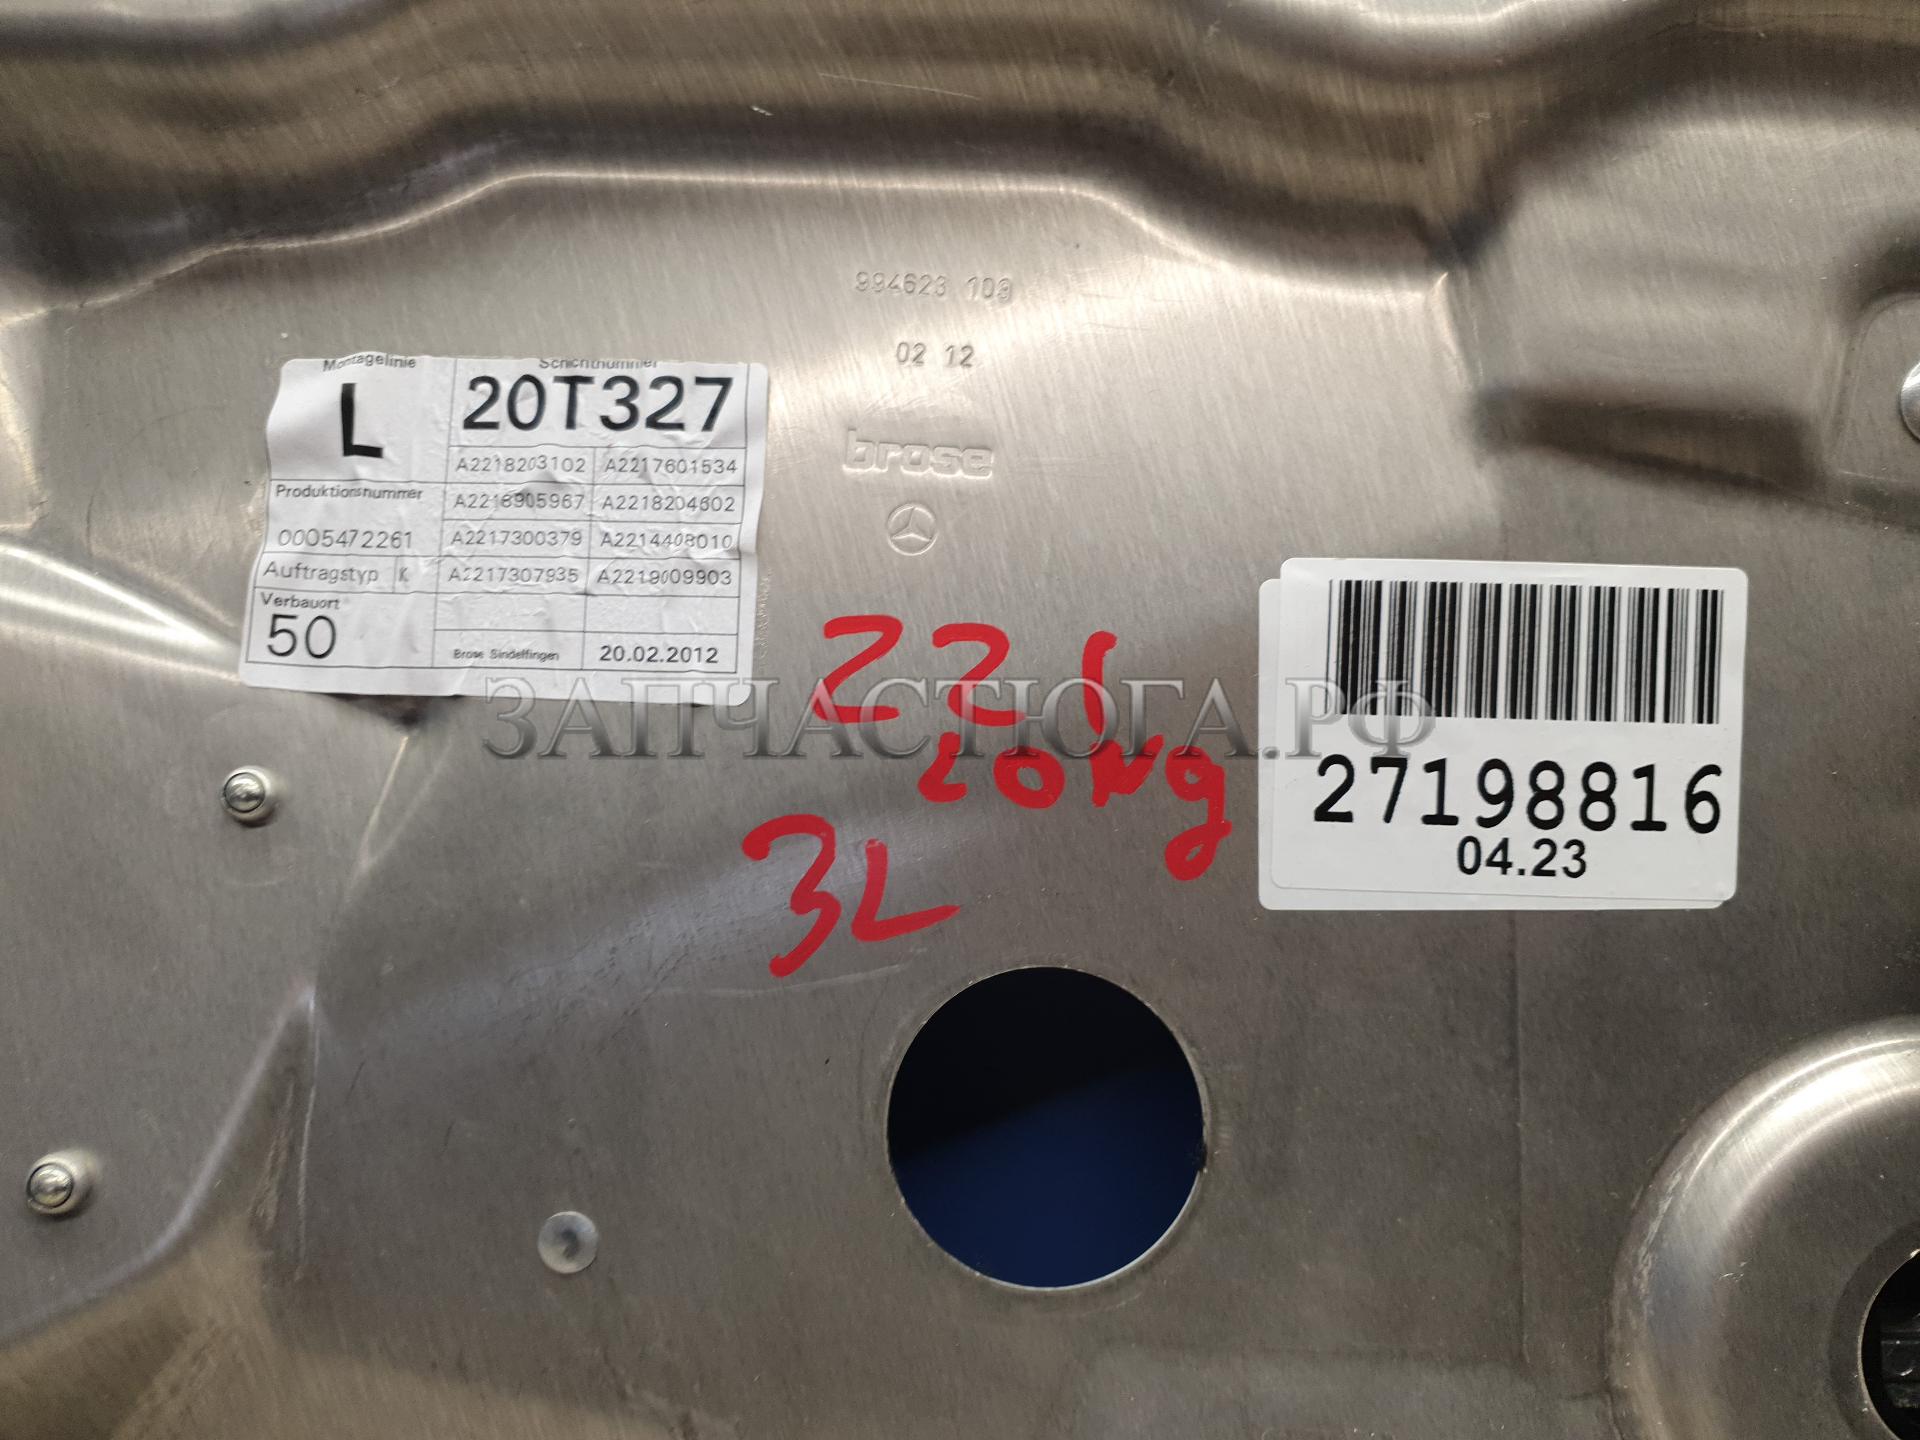 994623 109
02 12
brose
Montagelinie
Schichtnummer
L
20T327
A2218203102 A2217601534
Produktionsnummer
A2218905967 A2218204602
0005472261
A2217300379 A2214408010
Auftragstyp K
A2217307935 A2219009903
Verbauort
50
Brose Sindelfingen 20.02.2012
ЗАПЧАСТЮГА.РФ
221
Long
ЗL
27198816
04.23